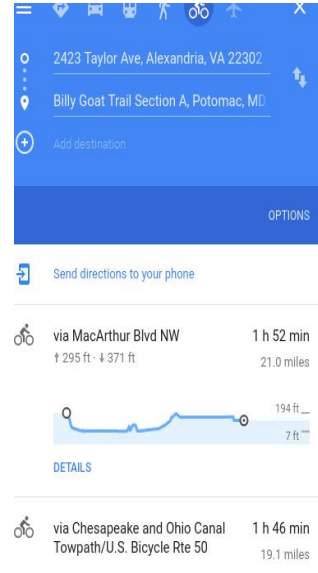 X
2423 Taylor Ave, Alexandria, VA 22302
Billy Goat Trail Section A, Potomac, MD
Add destination
OPTIONS
Send directions to your phone
via MacArthur Blvd NW 1 h 52 min
↑ 295 ft · ↓ 371 ft 21.0 miles
194 ft
7 ft
DETAILS
via Chesapeake and Ohio Canal 1 h 46 min
Towpath/U.S. Bicycle Rte 50 19.1 miles